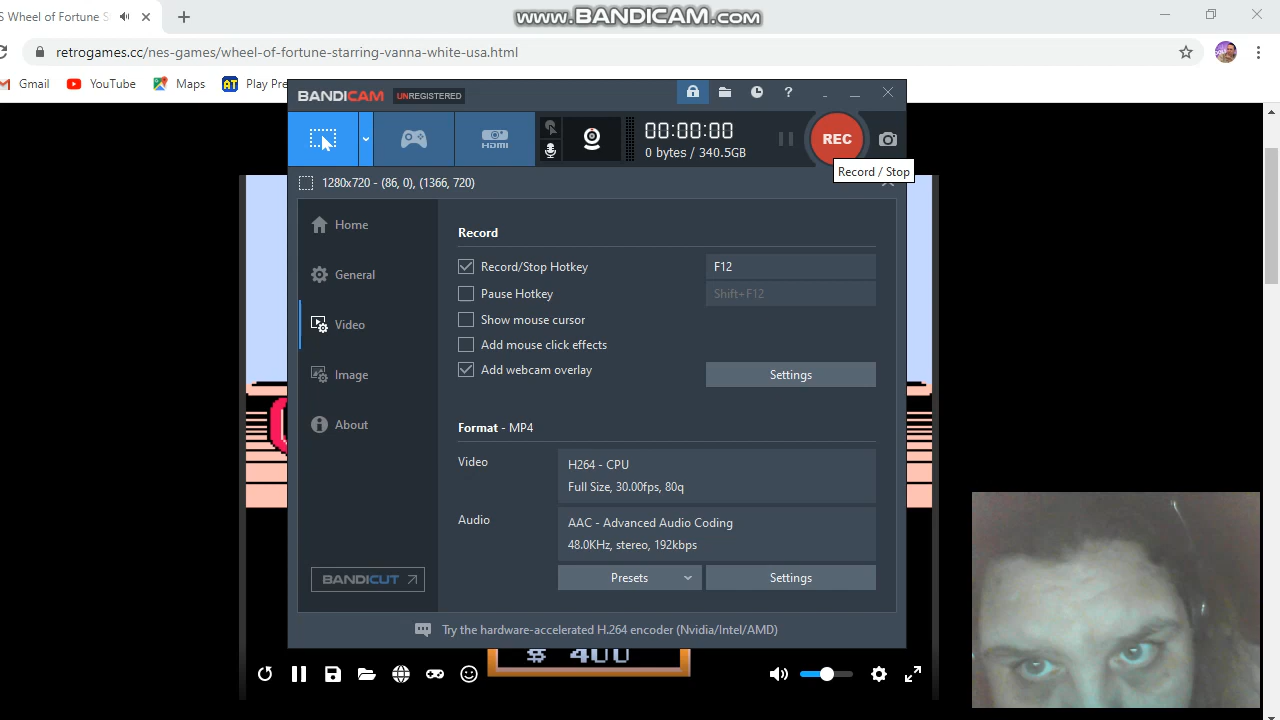 S Wheel of Fortune S
www.BANDICAM.com
retrogames.cc/nes-games/wheel-of-fortune-starring-vanna-white-usa.html
Gmail
YouTube
Maps
Play Pre
BANDICAM UNREGISTERED
HDMI
00:00:00
0 bytes / 340.5GB
REC
Record / Stop
1280x720 - (86, 0), (1366, 720)
Home
General
Video
Image
About
BANDICUT
Record
Record/Stop Hotkey
F12
Pause Hotkey
Shift+F12
Show mouse cursor
Add mouse click effects
Add webcam overlay
Settings
Format - MP4
Video
H264 - CPU
Full Size, 30.00fps, 80q
Audio
AAC - Advanced Audio Coding
48.0KHz, stereo, 192kbps
Presets
Settings
Try the hardware-accelerated H.264 encoder (Nvidia/Intel/AMD)
$ 400